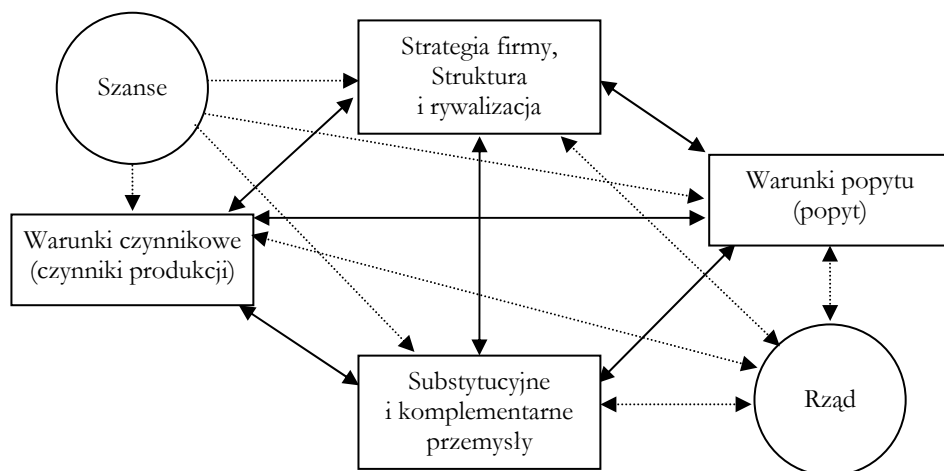 Strategia firmy,
Struktura
i rywalizacja
Szanse
Warunki popytu
(popyt)
Warunki czynnikowe
(czynniki produkcji)
Substytucyjne
i komplementarne
przemysły
Rząd